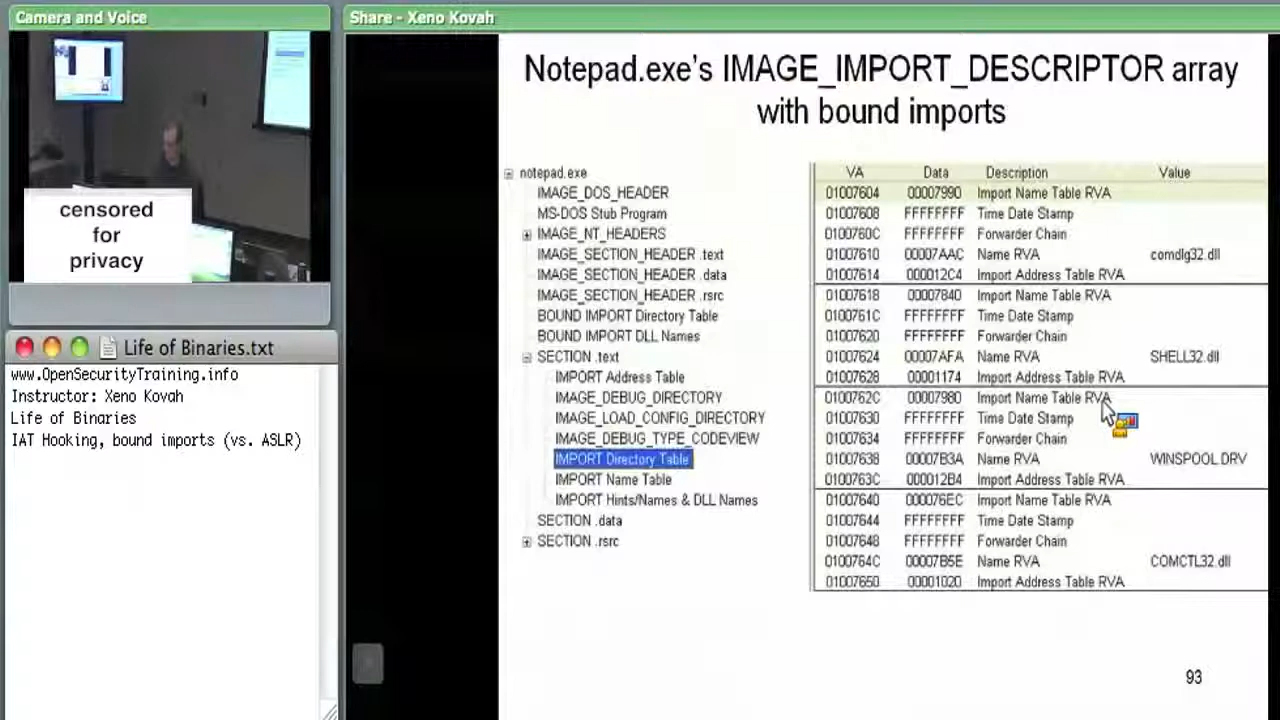 Camera and Voice
censored
for
privacy
Life of Binaries.txt
www.OpenSecurityTraining.info
Instructor: Xeno Kovah
Life of Binaries
IAT Hooking, bound imports (vs. ASLR)
Share - Xeno Kovah
Notepad.exe's IMAGE_IMPORT_DESCRIPTOR array
with bound imports
notepad.exe
IMAGE_DOS_HEADER
MS-DOS Stub Program
IMAGE_NT_HEADERS
IMAGE_SECTION_HEADER .text
IMAGE_SECTION_HEADER .data
IMAGE_SECTION_HEADER .rsrc
BOUND IMPORT Directory Table
BOUND IMPORT DLL Names
SECTION .text
IMPORT Address Table
IMAGE_DEBUG_DIRECTORY
IMAGE_LOAD_CONFIG_DIRECTORY
IMAGE_DEBUG_TYPE_CODEVIEW
IMPORT Directory Table
IMPORT Name Table
IMPORT Hints/Names & DLL Names
SECTION .data
SECTION .rsrc
VA Data Description Value
01007604 00007990 Import Name Table RVA
01007608 FFFFFFFF Time Date Stamp
0100760C FFFFFFFF Forwarder Chain
01007610 00007AAC Name RVA comdlg32.dll
01007614 000012C4 Import Address Table RVA
01007618 00007840 Import Name Table RVA
0100761C FFFFFFFF Time Date Stamp
01007620 FFFFFFFF Forwarder Chain
01007624 00007AFA Name RVA SHELL32.dll
01007628 00001174 Import Address Table RVA
0100762C 00007980 Import Name Table RVA
01007630 FFFFFFFF Time Date Stamp
01007634 FFFFFFFF Forwarder Chain
01007638 00007B3A Name RVA WINSPOOL.DRV
0100763C 000012B4 Import Address Table RVA
01007640 000076EC Import Name Table RVA
01007644 FFFFFFFF Time Date Stamp
01007648 FFFFFFFF Forwarder Chain
0100764C 00007B5E Name RVA COMCTL32.dll
01007650 00001020 Import Address Table RVA
93